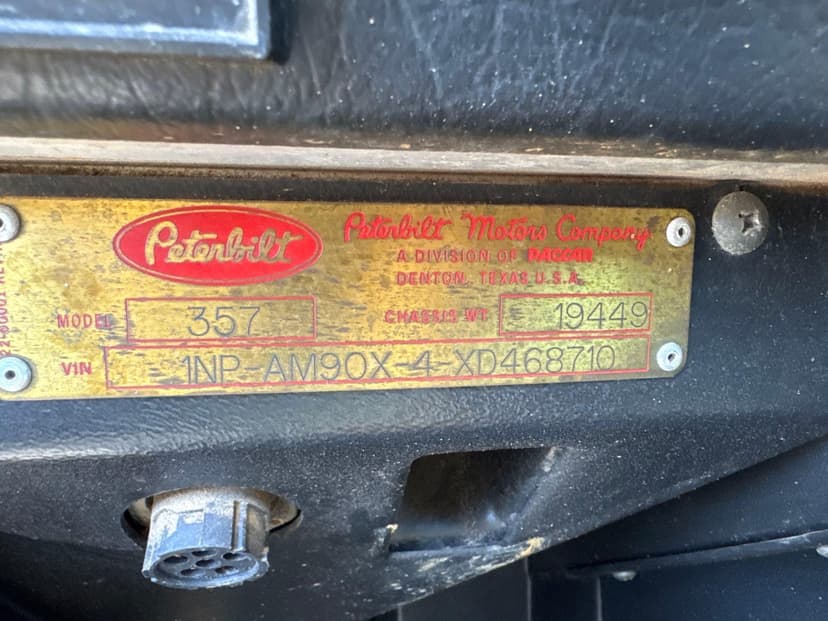 Peterbilt
Peterbilt Motors Company
A DIVISION OF PACCAR
DENTON, TEXAS U.S.A.
MODEL 357 CHASSIS WT 19449
VIN 1NP-AM90X-4-XD468710